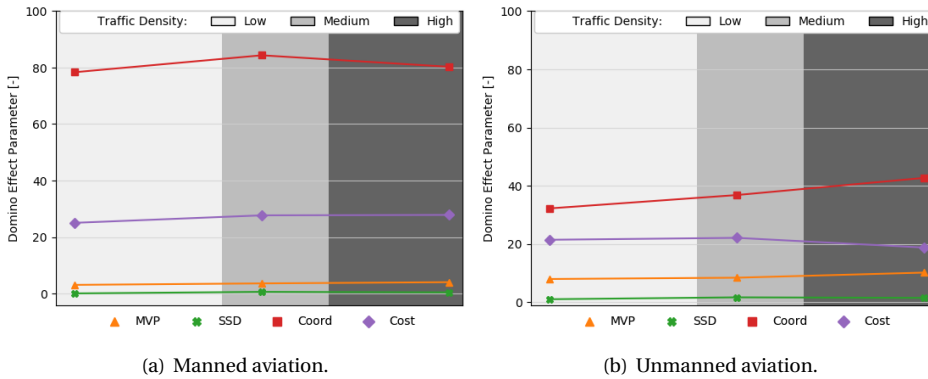 Traffic Density: Low Medium High
100
80
60
40
20
0
Domino Effect Parameter [-]
MVP SSD Coord Cost
(a) Manned aviation.
Traffic Density: Low Medium High
100
80
60
40
20
0
Domino Effect Parameter [-]
MVP SSD Coord Cost
(b) Unmanned aviation.